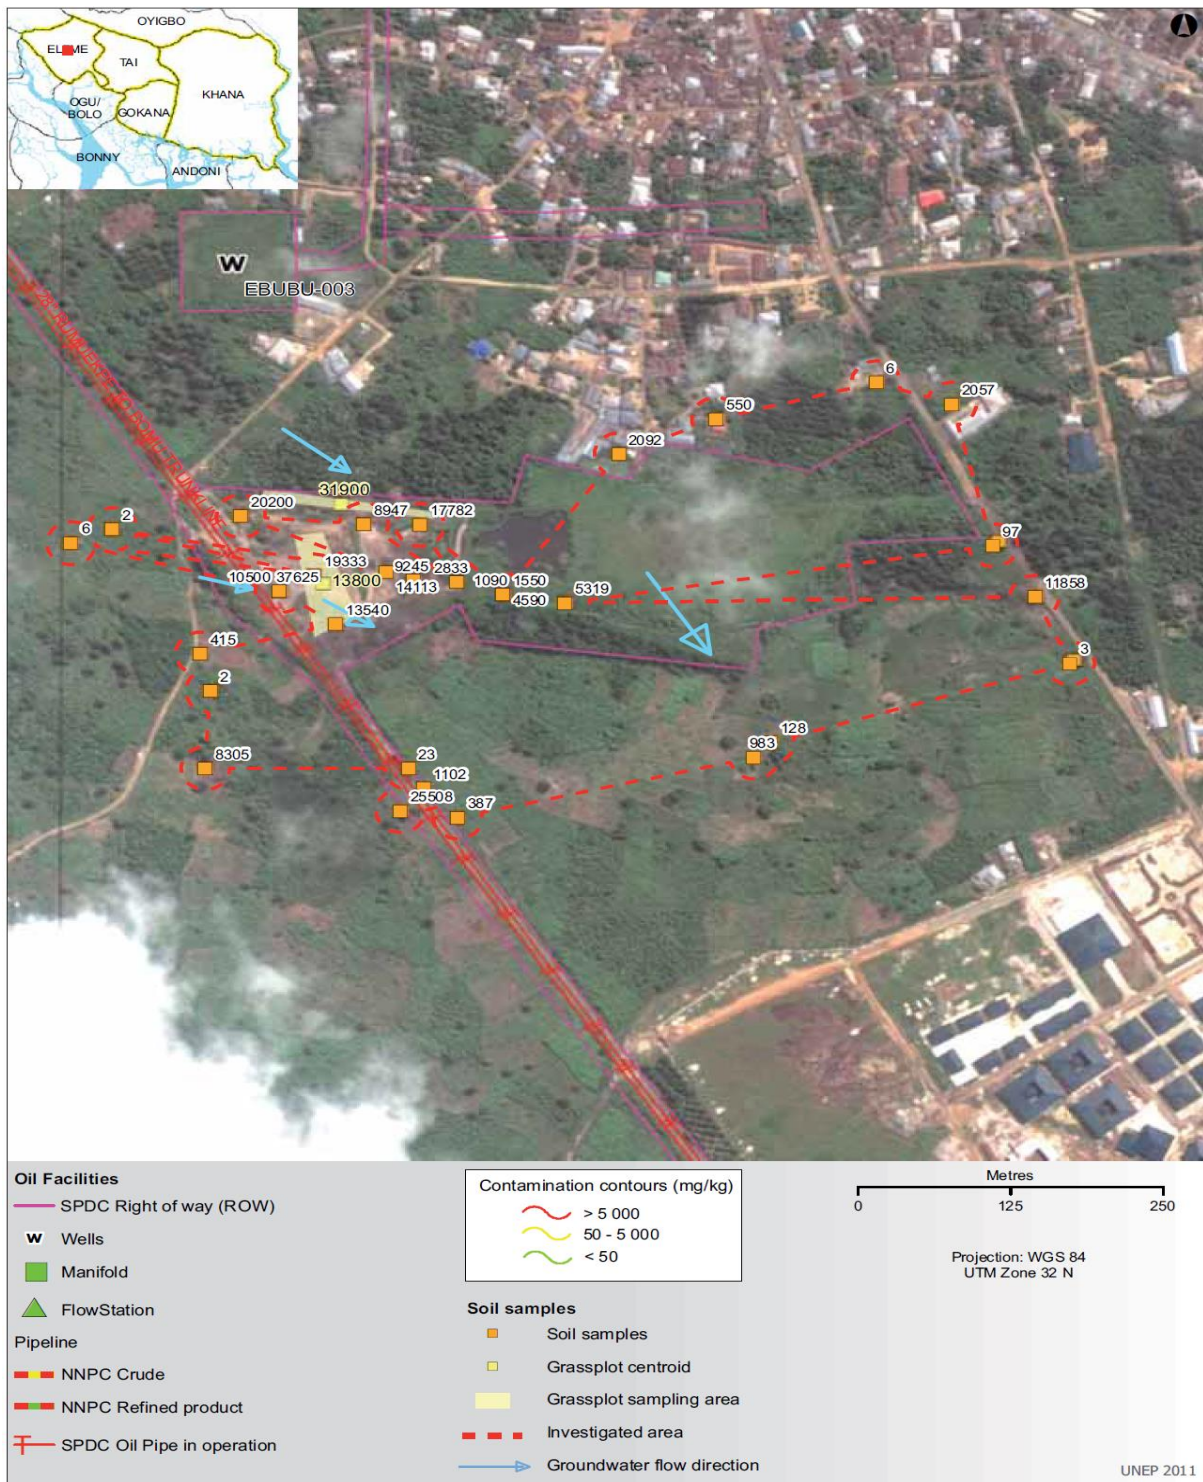 OYIGBO
ELEME
TAI
KHANA
OGU/
BOLO
GOKANA
BONNY
ANDONI
W
EBUBU-003
6
2057
550
2092
31900
20200
8947
17782
2
6
97
19333
9245
2833
10500
37625
13800
14113
1090
1550
11858
4590
5319
13540
415
3
2
128
983
8305
23
1102
25508
387
Oil Facilities
SPDC Right of way (ROW)
W Wells
Manifold
FlowStation
Pipeline
NNPC Crude
NNPC Refined product
SPDC Oil Pipe in operation
Contamination contours (mg/kg)
> 5 000
50 - 5 000
< 50
Soil samples
Soil samples
Grassplot centroid
Grassplot sampling area
Investigated area
Groundwater flow direction
Metres
0 125 250
Projection: WGS 84
UTM Zone 32 N
UNEP 2011